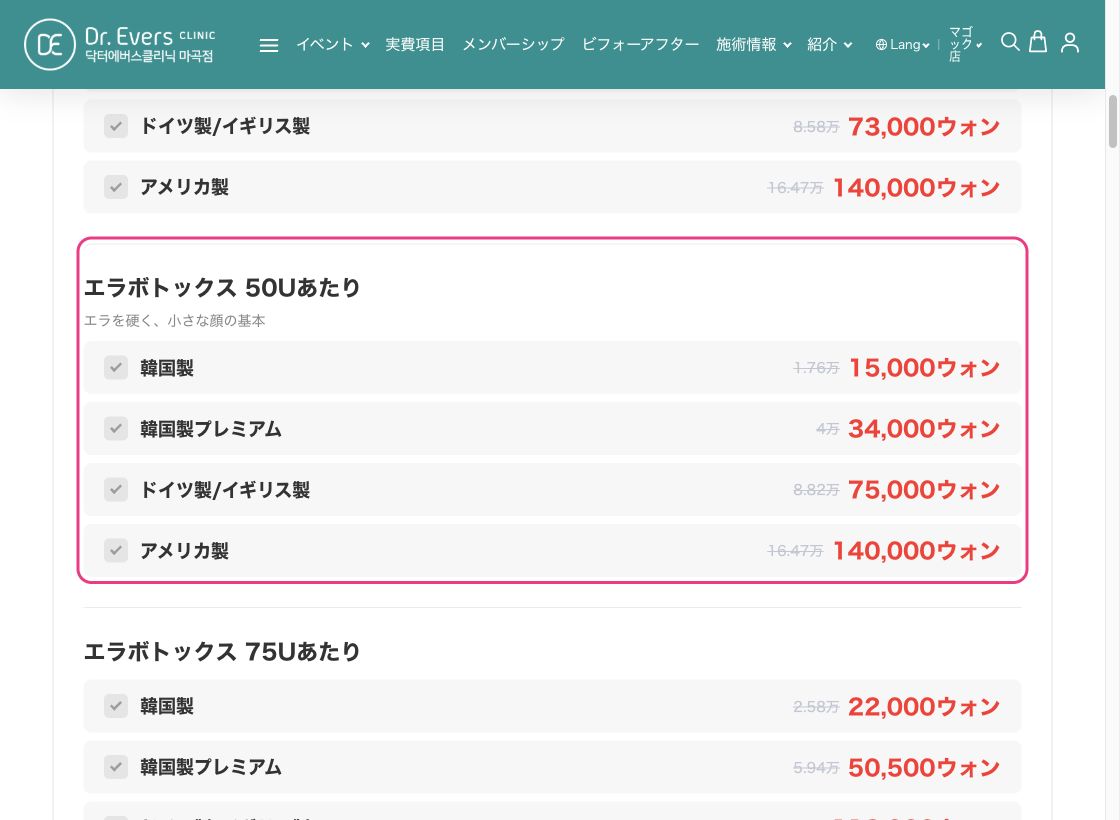 DE Dr. Evers CLINIC
닥터에버스클리닉 마곡점
イベント 実費項目 メンバーシップ ビフォーアフター 施術情報 紹介 Lang マゴック店
ドイツ製/イギリス製 8.58万 73,000ウォン
アメリカ製 16.47万 140,000ウォン
エラボトックス 50Uあたり
エラを硬く、小さな顔の基本
韓国製 1.76万 15,000ウォン
韓国製プレミアム 4万 34,000ウォン
ドイツ製/イギリス製 8.82万 75,000ウォン
アメリカ製 16.47万 140,000ウォン
エラボトックス 75Uあたり
韓国製 2.58万 22,000ウォン
韓国製プレミアム 5.94万 50,500ウォン